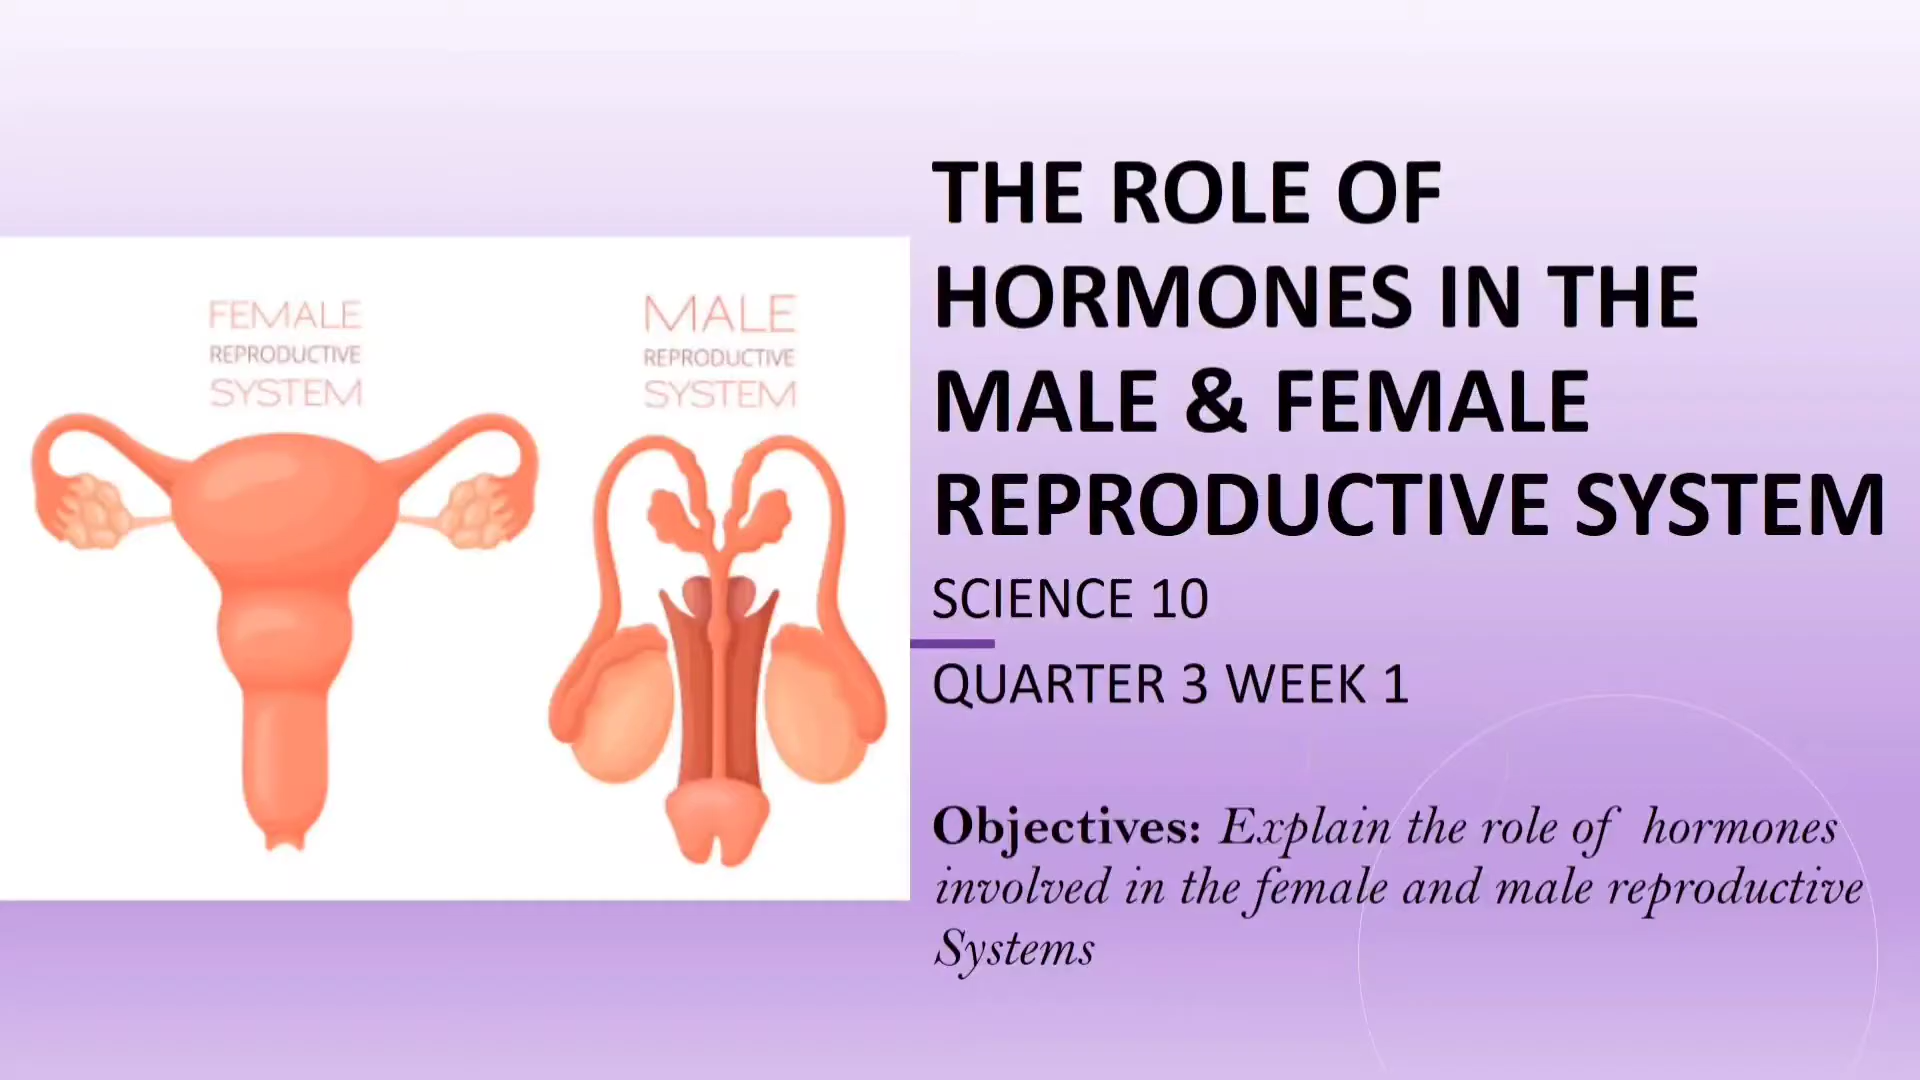 FEMALE
REPRODUCTIVE
SYSTEM
MALE
REPRODUCTIVE
SYSTEM
THE ROLE OF
HORMONES IN THE
MALE & FEMALE
REPRODUCTIVE SYSTEM
SCIENCE 10
QUARTER 3 WEEK 1
Objectives: Explain the role of hormones
involved in the female and male reproductive
Systems